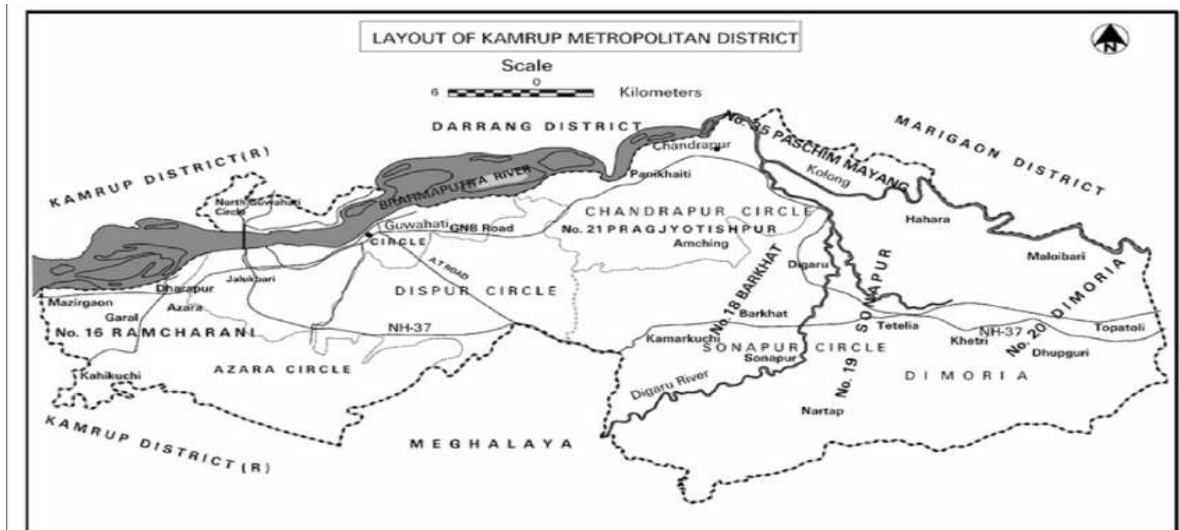 LAYOUT OF KAMRUP METROPOLITAN DISTRICT
N
Scale
0
6
Kilometers
DARRANG DISTRICT
No. 35 PASCHIM MAYANG
MARIGAON DISTRICT
KAMRUP DISTRICT(R)
Chandrapur
Kolong
Panikhaiti
BRAHMAPUTRA RIVER
North Guwahati
Circle
CHANDRAPUR CIRCLE
Hahara
Guwahati
GNB Road
No. 21 PRAGJYOTISHPUR
CIRCLE
Amching
Maloibari
A.T ROAD
Digaru
Jalukbari
Dharapur
DISPUR CIRCLE
Mazirgaon
Azara
Garal
No. 18 BARKHAT
SONAPUR
No. 20 DIMORIA
Barkhat
No. 16 RAMCHARANI
NH-37
Tetelia
NH-37
Topatoli
Kamarkuchi
Khetri
SONAPUR CIRCLE
Sonapur
Dhupguri
AZARA CIRCLE
Kahikuchi
No. 19
DIMORIA
Digaru River
Nartap
KAMRUP DISTRICT(R)
MEGHALAYA